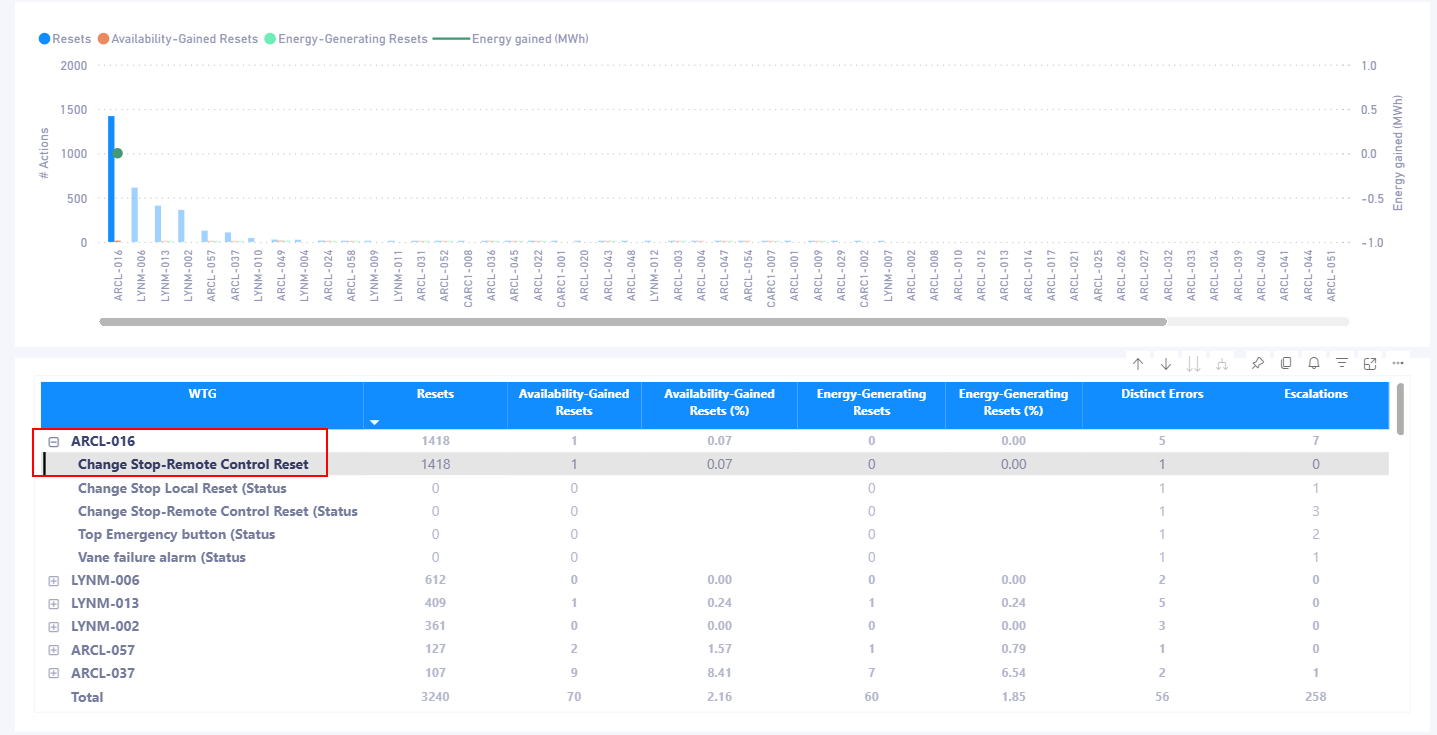 Resets Availability-Gained Resets Energy-Generating Resets Energy gained (MWh)
2000 1.0
1500 0.5
1000 0.0
500 -0.5
0 -1.0
# Actions
Energy gained (MWh)
ARCL-016
LYNM-006
LYNM-013
LYNM-002
ARCL-057
ARCL-037
LYNM-010
ARCL-049
LYNM-004
ARCL-024
ARCL-058
LYNM-009
LYNM-011
ARCL-031
ARCL-052
CARC1-008
ARCL-036
ARCL-045
ARCL-022
CARC1-001
ARCL-020
ARCL-043
ARCL-048
LYNM-012
ARCL-003
ARCL-004
ARCL-047
ARCL-054
CARC1-007
ARCL-001
ARCL-009
ARCL-029
CARC1-002
LYNM-007
ARCL-002
ARCL-008
ARCL-010
ARCL-012
ARCL-013
ARCL-014
ARCL-017
ARCL-021
ARCL-025
ARCL-026
ARCL-027
ARCL-032
ARCL-033
ARCL-034
ARCL-039
ARCL-040
ARCL-041
ARCL-044
ARCL-051
WTG Resets Availability-Gained Availability-Gained Energy-Generating Energy-Generating Distinct Errors Escalations
Resets Resets (%) Resets Resets (%)
ARCL-016 1418 1 0.07 0 0.00 5 7
Change Stop-Remote Control Reset 1418 1 0.07 0 0.00 1 0
Change Stop Local Reset (Status 0 0 0 1 1
Change Stop-Remote Control Reset (Status 0 0 0 1 3
Top Emergency button (Status 0 0 0 1 2
Vane failure alarm (Status 0 0 0 1 1
LYNM-006 612 0 0.00 0 0.00 2 0
LYNM-013 409 1 0.24 1 0.24 5 0
LYNM-002 361 0 0.00 0 0.00 3 0
ARCL-057 127 2 1.57 1 0.79 1 0
ARCL-037 107 9 8.41 7 6.54 2 1
Total 3240 70 2.16 60 1.85 56 258